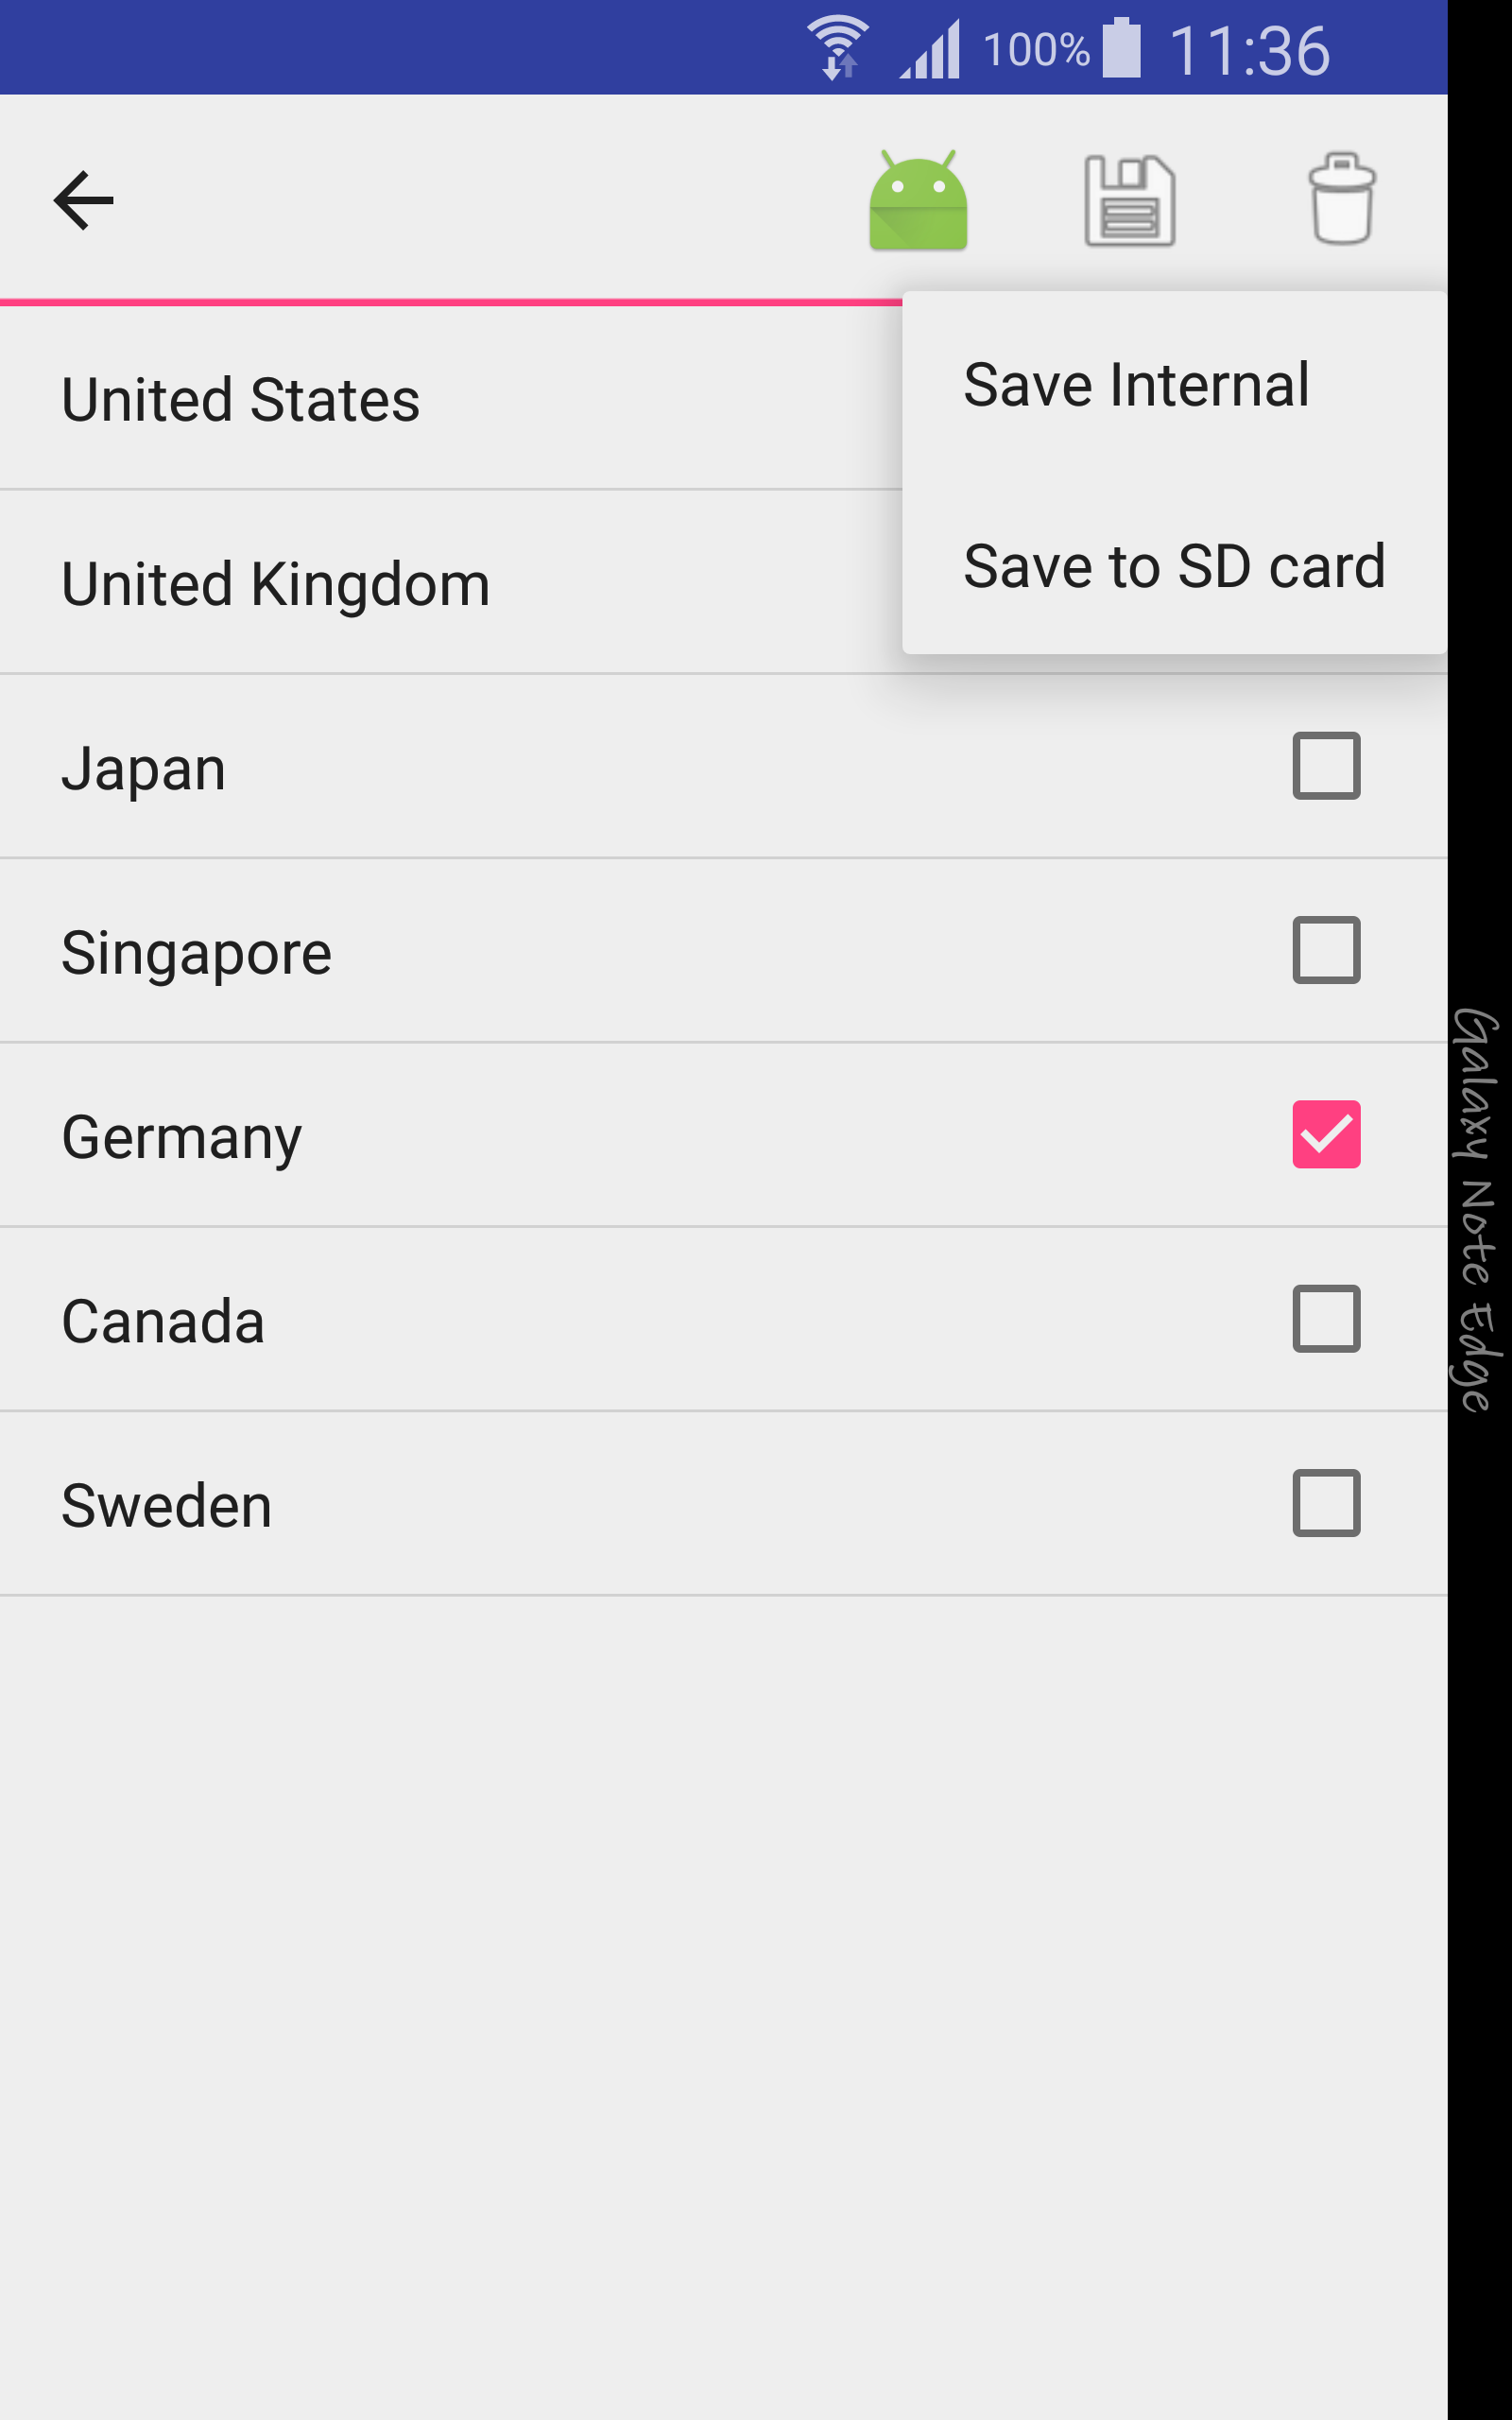 100% 11:36
United States
Save Internal
United Kingdom
Save to SD card
Japan
Singapore
Germany
Canada
Sweden
Galaxy Note Edge